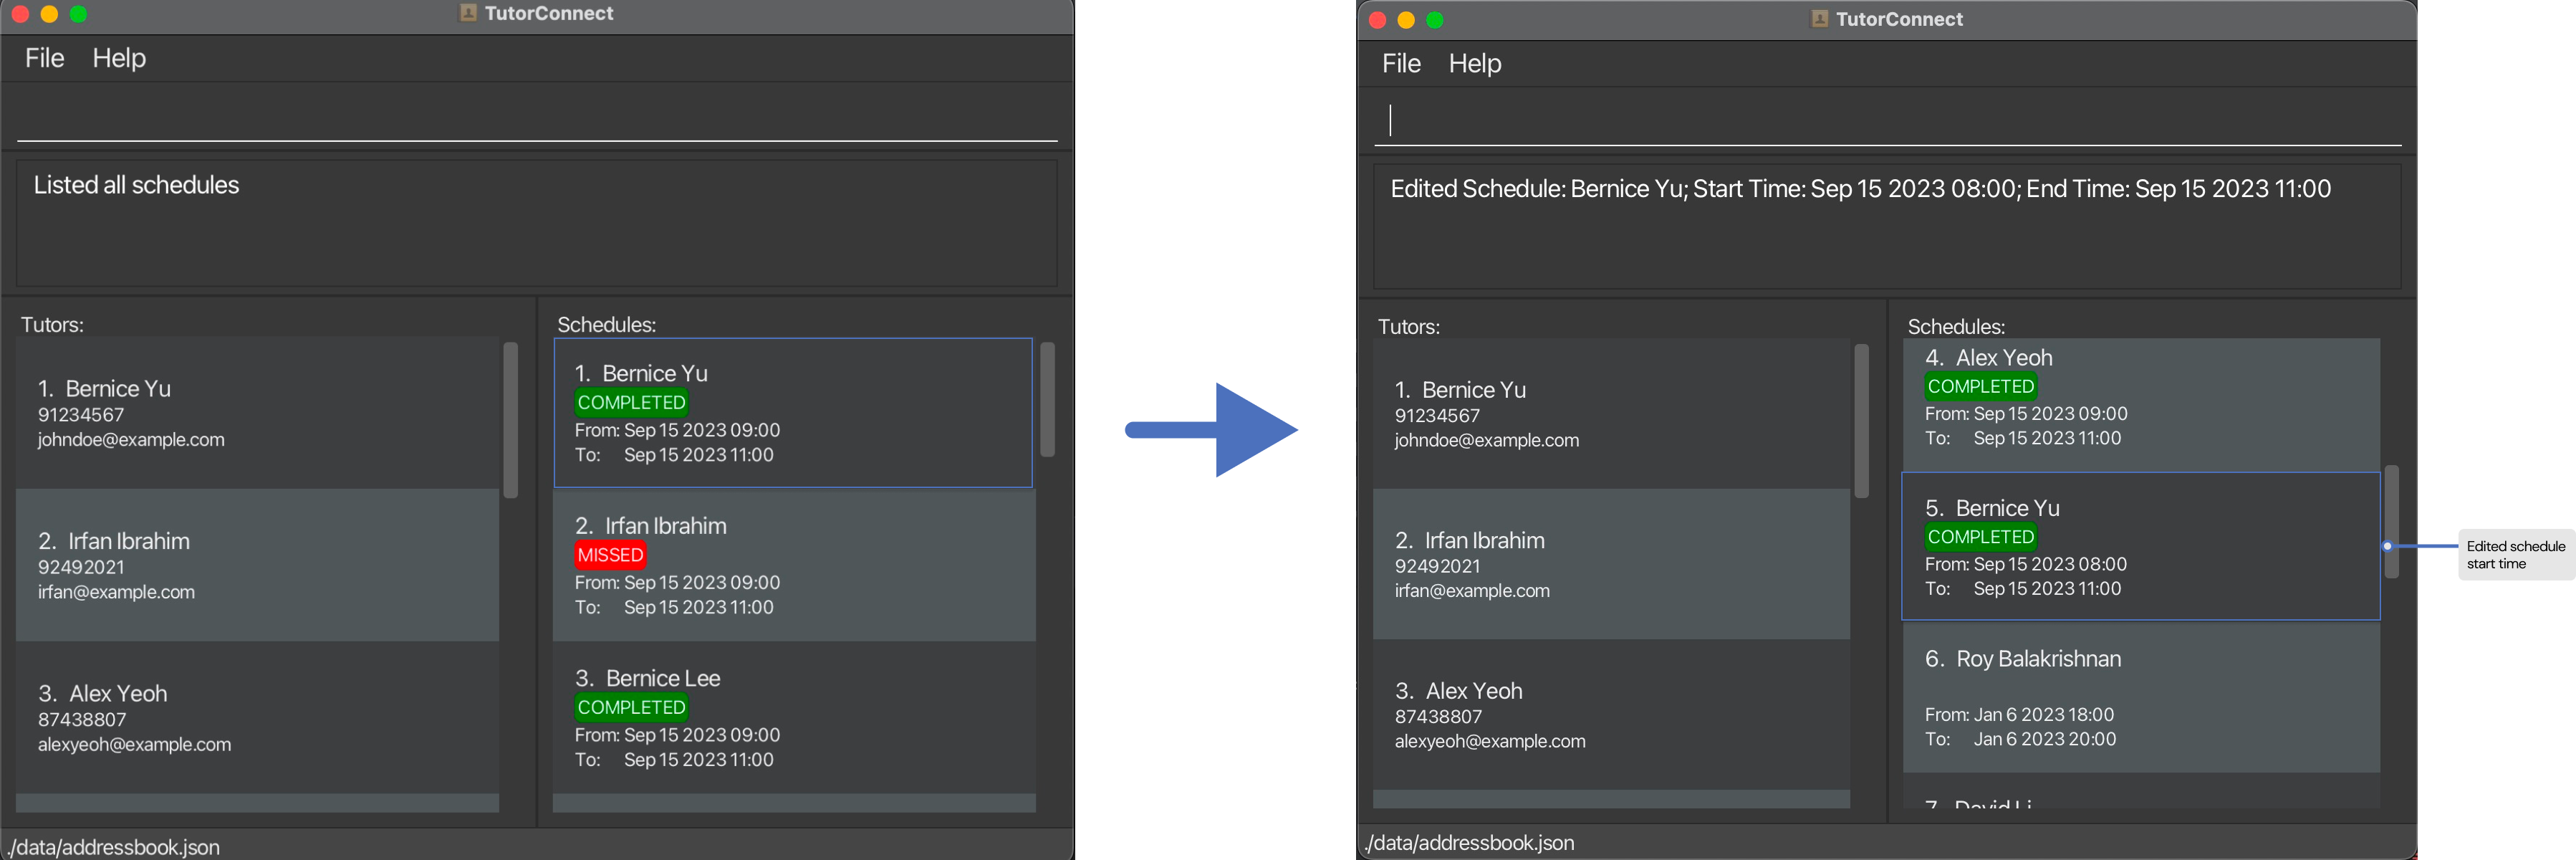 TutorConnect
File Help
Listed all schedules
Tutors:
1. Bernice Yu
91234567
johndoe@example.com
2. Irfan Ibrahim
92492021
irfan@example.com
3. Alex Yeoh
87438807
alexyeoh@example.com
Schedules:
1. Bernice Yu
COMPLETED
From: Sep 15 2023 09:00
To: Sep 15 2023 11:00
2. Irfan Ibrahim
MISSED
From: Sep 15 2023 09:00
To: Sep 15 2023 11:00
3. Bernice Lee
COMPLETED
From: Sep 15 2023 09:00
To: Sep 15 2023 11:00
./data/addressbook.json
TutorConnect
File Help
Edited Schedule: Bernice Yu; Start Time: Sep 15 2023 08:00; End Time: Sep 15 2023 11:00
Tutors:
1. Bernice Yu
91234567
johndoe@example.com
2. Irfan Ibrahim
92492021
irfan@example.com
3. Alex Yeoh
87438807
alexyeoh@example.com
Schedules:
4. Alex Yeoh
COMPLETED
From: Sep 15 2023 09:00
To: Sep 15 2023 11:00
5. Bernice Yu
COMPLETED
From: Sep 15 2023 08:00
To: Sep 15 2023 11:00
6. Roy Balakrishnan
From: Jan 6 2023 18:00
To: Jan 6 2023 20:00
7. David Li
./data/addressbook.json
Edited schedule
start time